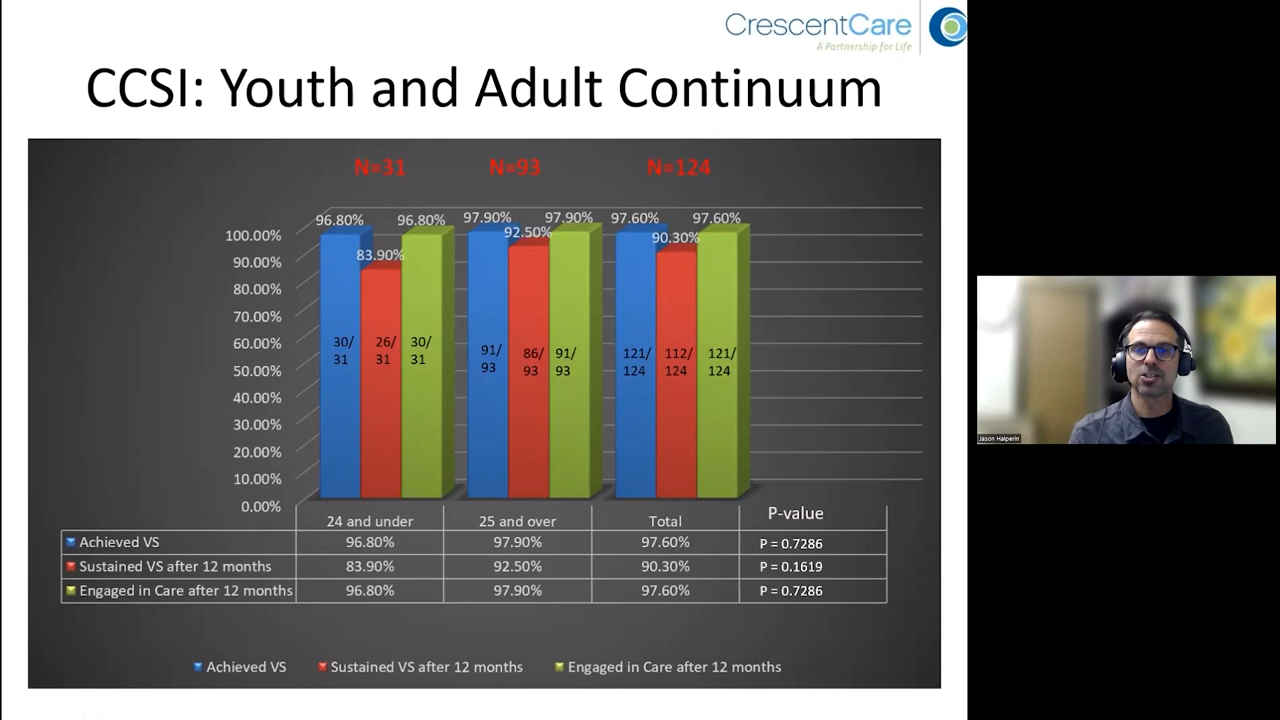 CrescentCare
A Partnership for Life
CCSI: Youth and Adult Continuum
N=31 N=93 N=124
96.80% 83.90% 96.80% 97.90% 92.50% 97.90% 97.60% 90.30% 97.60%
100.00%
90.00%
80.00%
70.00%
60.00%
50.00%
40.00%
30.00%
20.00%
10.00%
0.00%
30/
31
26/
31
30/
31
91/
93
86/
93
91/
93
121/
124
112/
124
121/
124
24 and under 25 and over Total P-value
Achieved VS 96.80% 97.90% 97.60% P = 0.7286
Sustained VS after 12 months 83.90% 92.50% 90.30% P = 0.1619
Engaged in Care after 12 months 96.80% 97.90% 97.60% P = 0.7286
Achieved VS Sustained VS after 12 months Engaged in Care after 12 months
Jason Halperin